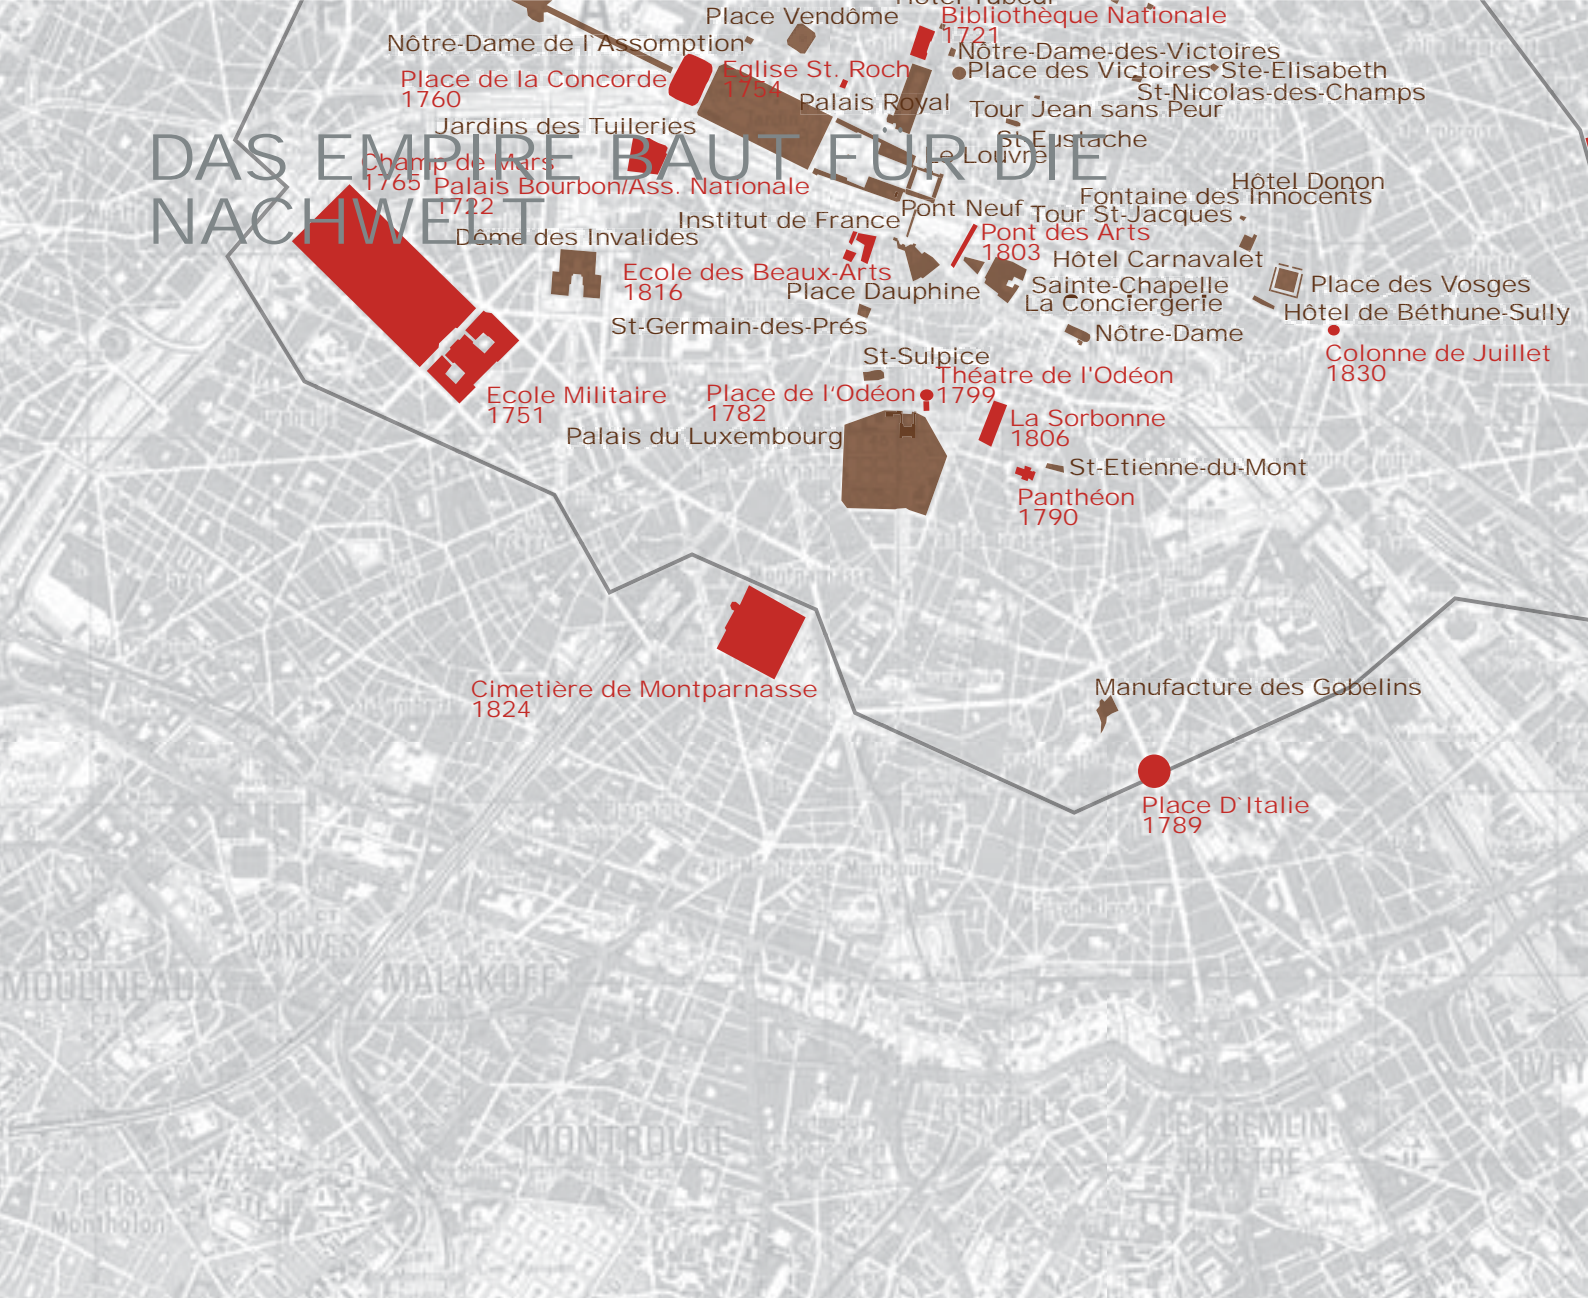 Place Vendôme
Bibliothèque Nationale
1721
Nôtre-Dame de l`Assomption
Nôtre-Dame-des-Victoires
Place de la Concorde
1760
Eglise St. Roch
1754
Place des Victoires
Ste-Elisabeth
St-Nicolas-des-Champs
Palais Royal
Tour Jean sans Peur
Jardins des Tuileries
St-Eustache
DAS EMPIRE BAUT FÜR DIE
NACHWELT
Le Louvre
Champ de Mars
1765
Palais Bourbon/Ass. Nationale
1722
Hôtel Donon
Fontaine des Innocents
Pont Neuf
Tour St-Jacques
Institut de France
Pont des Arts
1803
Dôme des Invalides
Hôtel Carnavalet
Ecole des Beaux-Arts
1816
Place Dauphine
Sainte-Chapelle
La Conciergerie
Place des Vosges
Hôtel de Béthune-Sully
St-Germain-des-Prés
Nôtre-Dame
Colonne de Juillet
1830
St-Sulpice
Théatre de l'Odéon
1799
Place de l‘Odéon
1782
Ecole Militaire
1751
La Sorbonne
1806
Palais du Luxembourg
St-Etienne-du-Mont
Panthéon
1790
Cimetière de Montparnasse
1824
Manufacture des Gobelins
Place D`Italie
1789
ISSY
MOULINEAUX
VANVES
MALAKOFF
MONTROUGE
GENTILLY
LE KREMLIN
BICETRE
IVRY
le Clos
Montholon